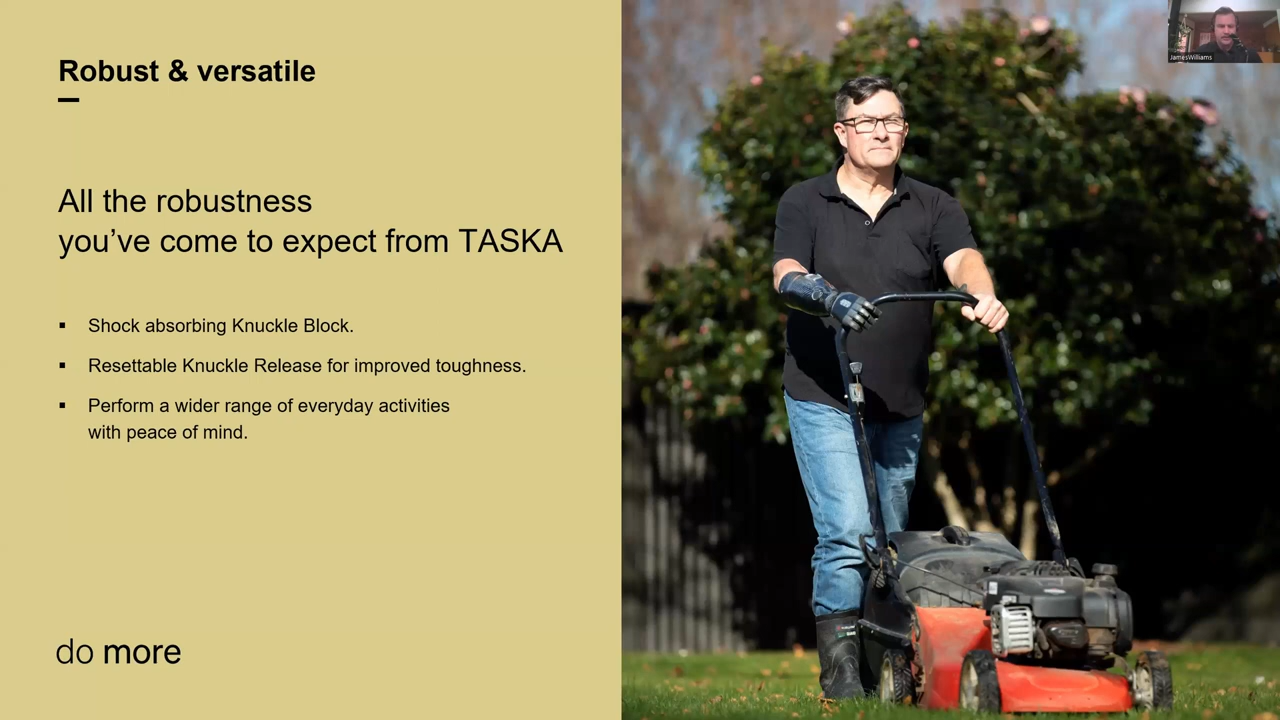 Robust & versatile
All the robustness
you've come to expect from TASKA
▪ Shock absorbing Knuckle Block.
▪ Resettable Knuckle Release for improved toughness.
▪ Perform a wider range of everyday activities
with peace of mind.
do more
JamesWilliams